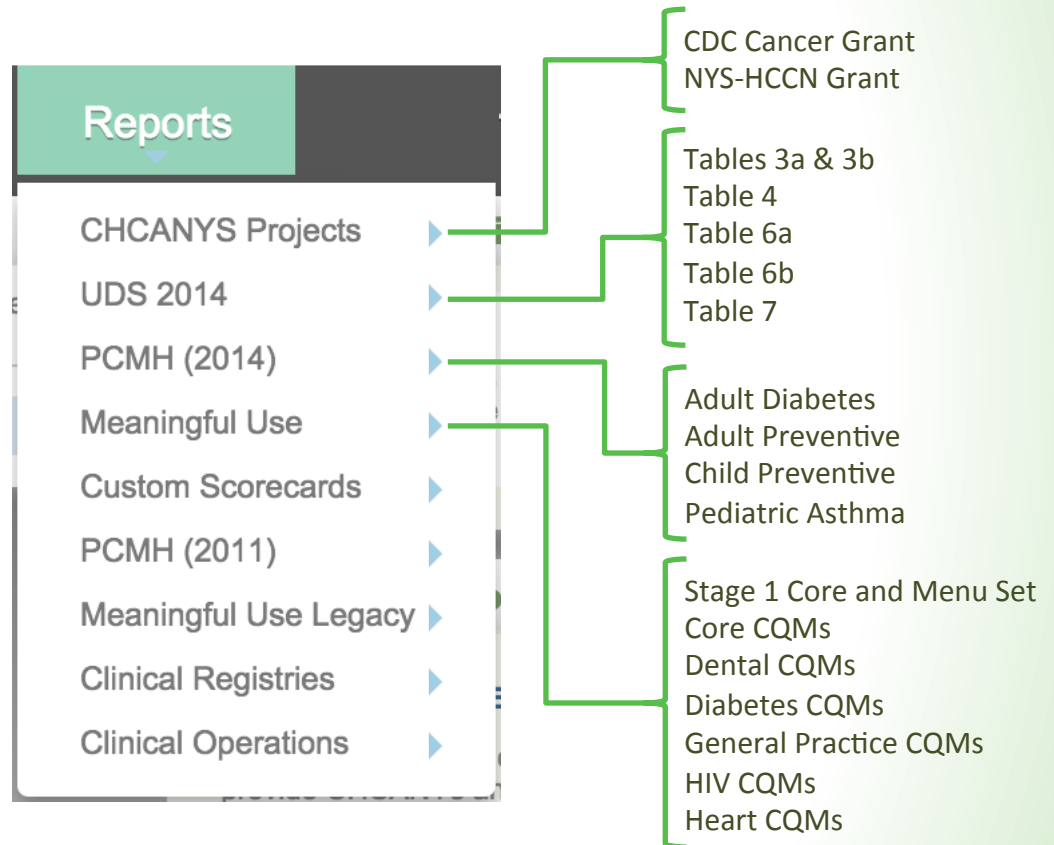 Reports
CHCANYS Projects
UDS 2014
PCMH (2014)
Meaningful Use
Custom Scorecards
PCMH (2011)
Meaningful Use Legacy
Clinical Registries
Clinical Operations
CDC Cancer Grant
NYS-HCCN Grant
Tables 3a & 3b
Table 4
Table 6a
Table 6b
Table 7
Adult Diabetes
Adult Preventive
Child Preventive
Pediatric Asthma
Stage 1 Core and Menu Set
Core CQMs
Dental CQMs
Diabetes CQMs
General Practice CQMs
HIV CQMs
Heart CQMs